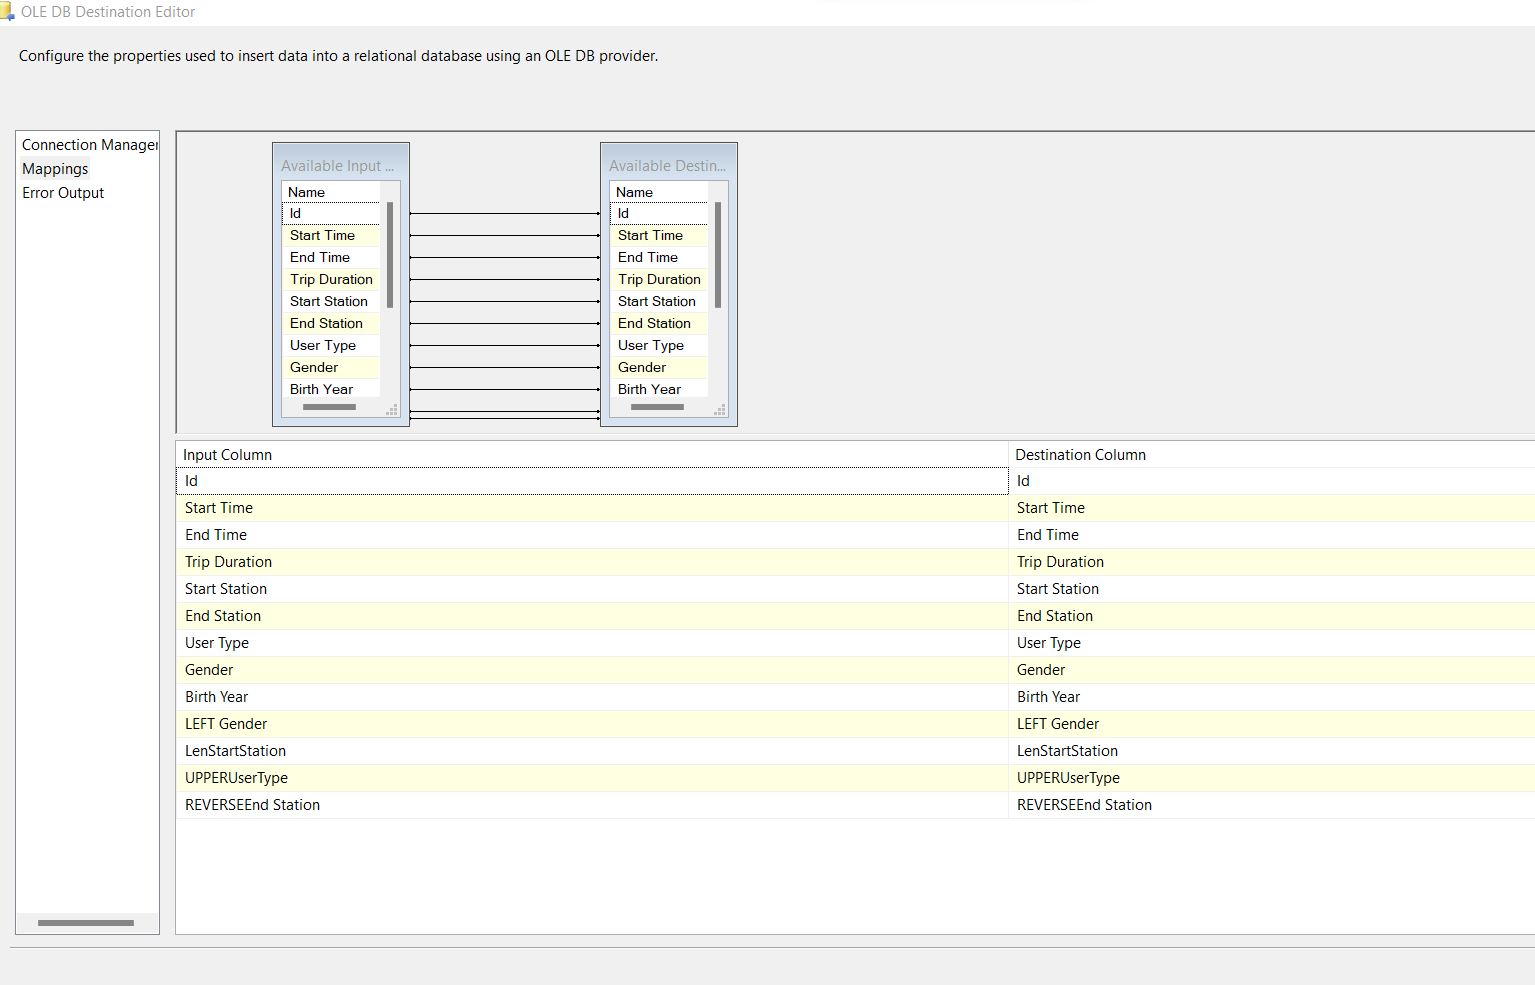 OLE DB Destination Editor
Configure the properties used to insert data into a relational database using an OLE DB provider.
Connection Manager
Mappings
Error Output
Available Input ...
Name
Id
Start Time
End Time
Trip Duration
Start Station
End Station
User Type
Gender
Birth Year
Available Destin...
Name
Id
Start Time
End Time
Trip Duration
Start Station
End Station
User Type
Gender
Birth Year
Input Column Destination Column
Id Id
Start Time Start Time
End Time End Time
Trip Duration Trip Duration
Start Station Start Station
End Station End Station
User Type User Type
Gender Gender
Birth Year Birth Year
LEFT Gender LEFT Gender
LenStartStation LenStartStation
UPPERUserType UPPERUserType
REVERSEEnd Station REVERSEEnd Station